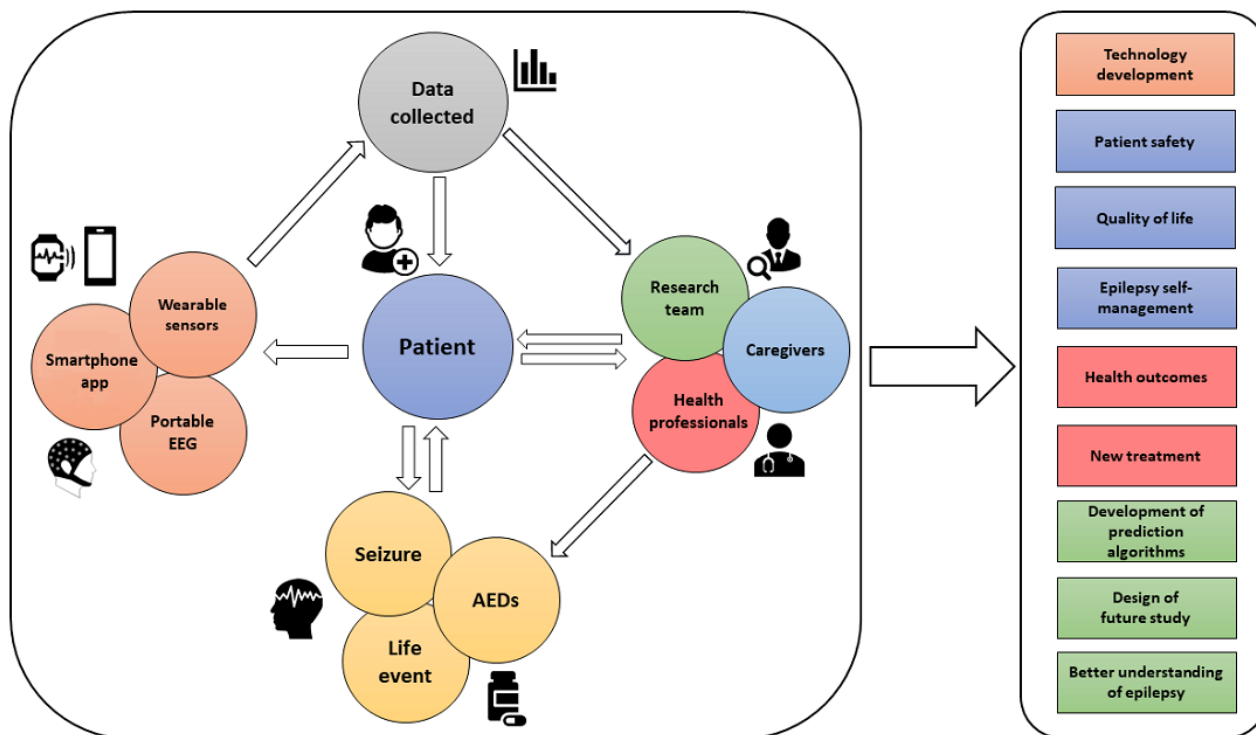 Data
collected
Wearable
sensors
Smartphone
app
Portable
EEG
Patient
Research
team
Caregivers
Health
professionals
Seizure
AEDs
Life
event
Technology
development
Patient safety
Quality of life
Epilepsy self-
management
Health outcomes
New treatment
Development of
prediction
algorithms
Design of
future study
Better understanding
of epilepsy